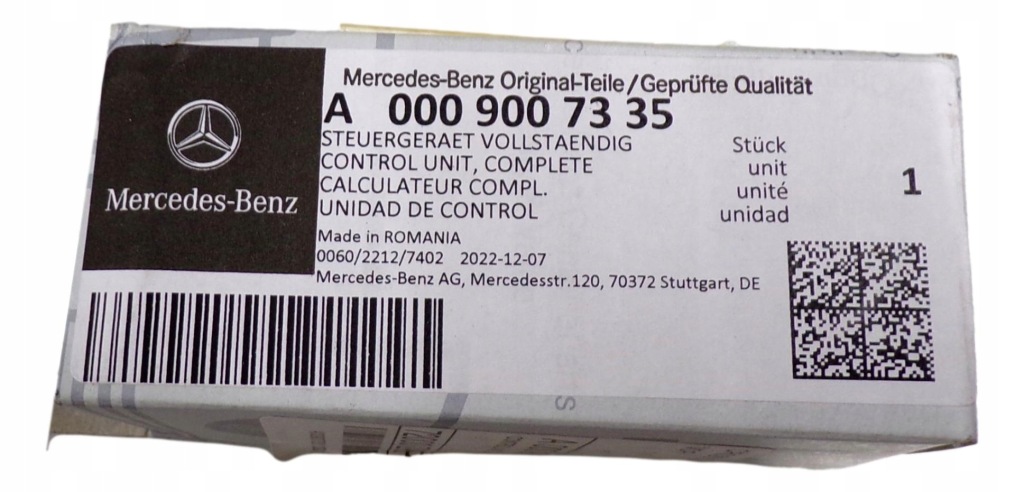 Mercedes-Benz Original-Teile/Geprüfte Qualität
A 000 900 73 35
STEUERGERAET VOLLSTAENDIG Stück
CONTROL UNIT, COMPLETE unit
CALCULATEUR COMPL. unité
UNIDAD DE CONTROL unidad
1
Mercedes-Benz
Made in ROMANIA
0060/2212/7402 2022-12-07
Mercedes-Benz AG, Mercedesstr.120, 70372 Stuttgart, DE